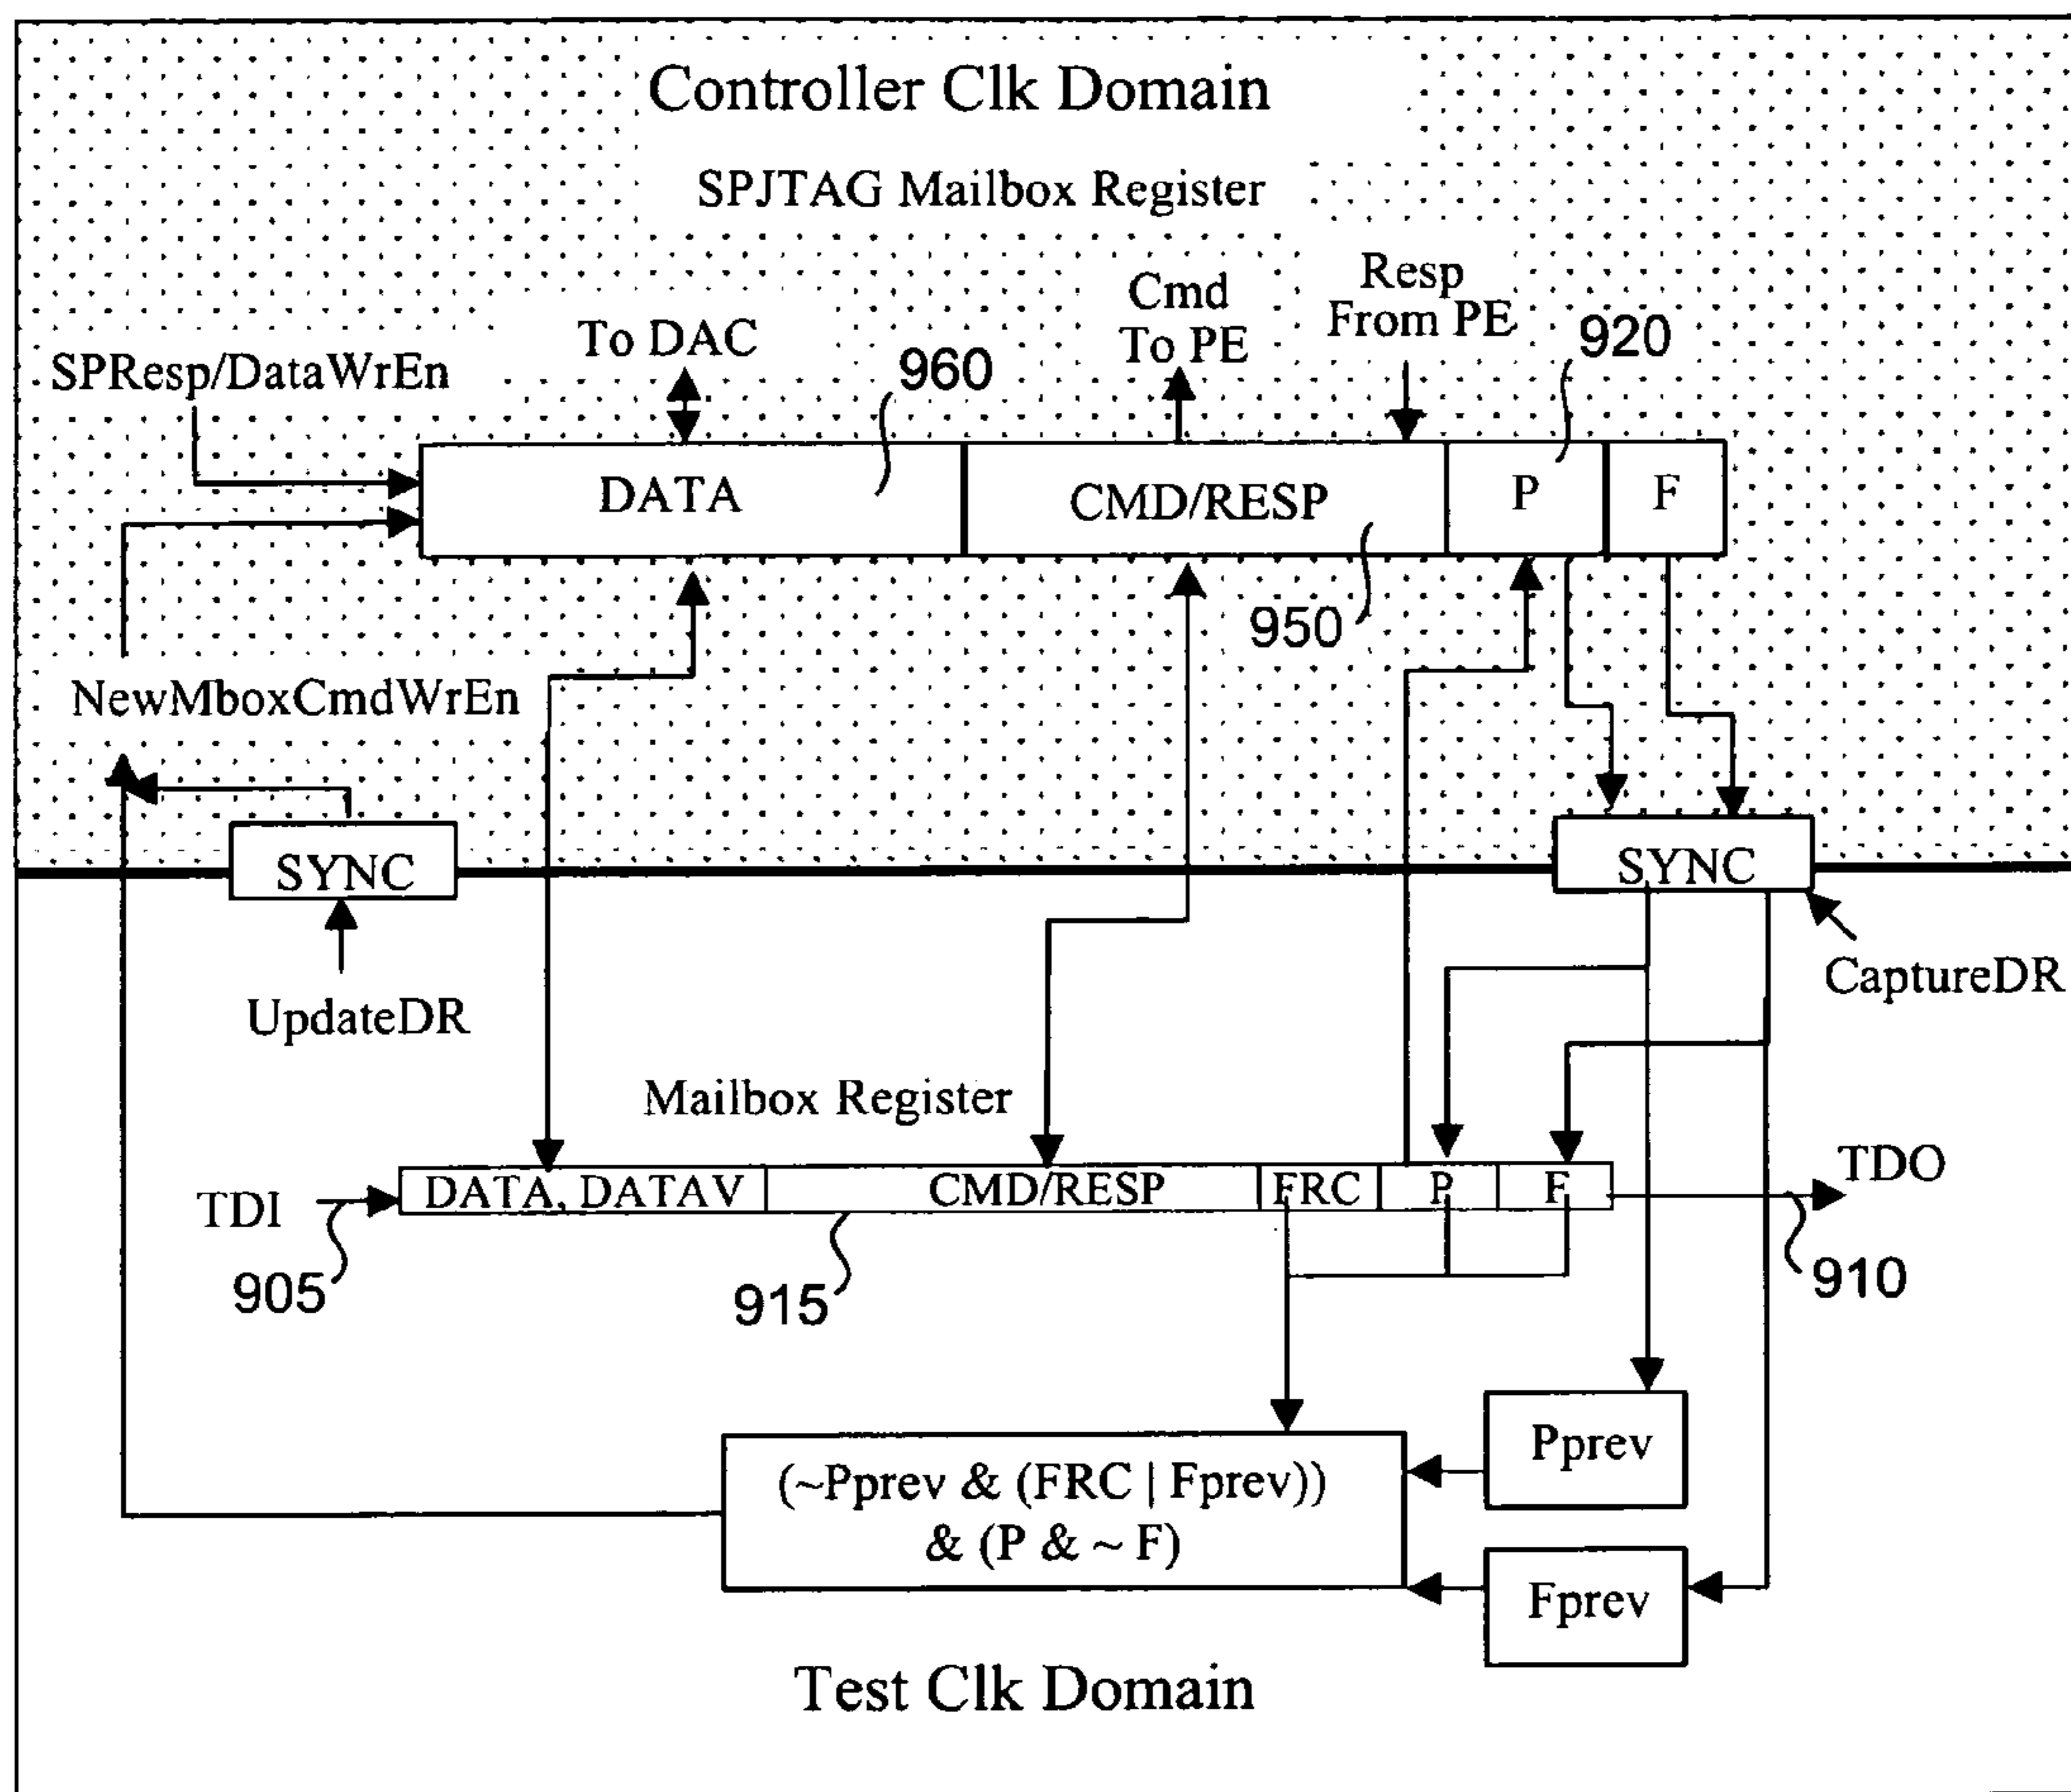 Controller Clk Domain
SPJTAG Mailbox Register
SPResp/DataWrEn
To DAC
960
Cmd
To PE
Resp
From PE
920
DATA
CMD/RESP
P
F
950
NewMboxCmdWrEn
SYNC
SYNC
UpdateDR
CaptureDR
Mailbox Register
TDI
DATA, DATAV
CMD/RESP
FRC
P
F
TDO
905
915
910
(~Pprev & (FRC | Fprev))
& (P & ~ F)
Pprev
Fprev
Test Clk Domain